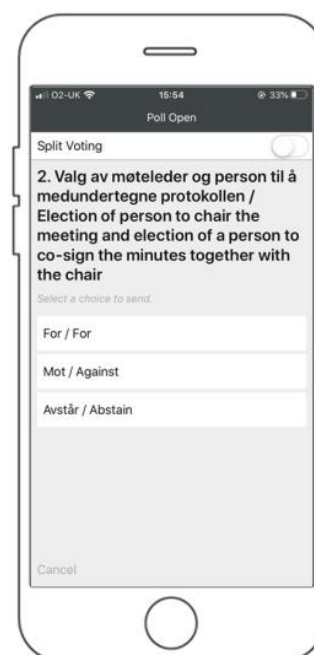 O2-UK 15:54 33%
Poll Open
Split Voting
2. Valg av møteleder og person til å
medundertegne protokollen /
Election of person to chair the
meeting and election of a person to
co-sign the minutes together with
the chair
Select a choice to send.
For / For
Mot / Against
Avstår / Abstain
Cancel